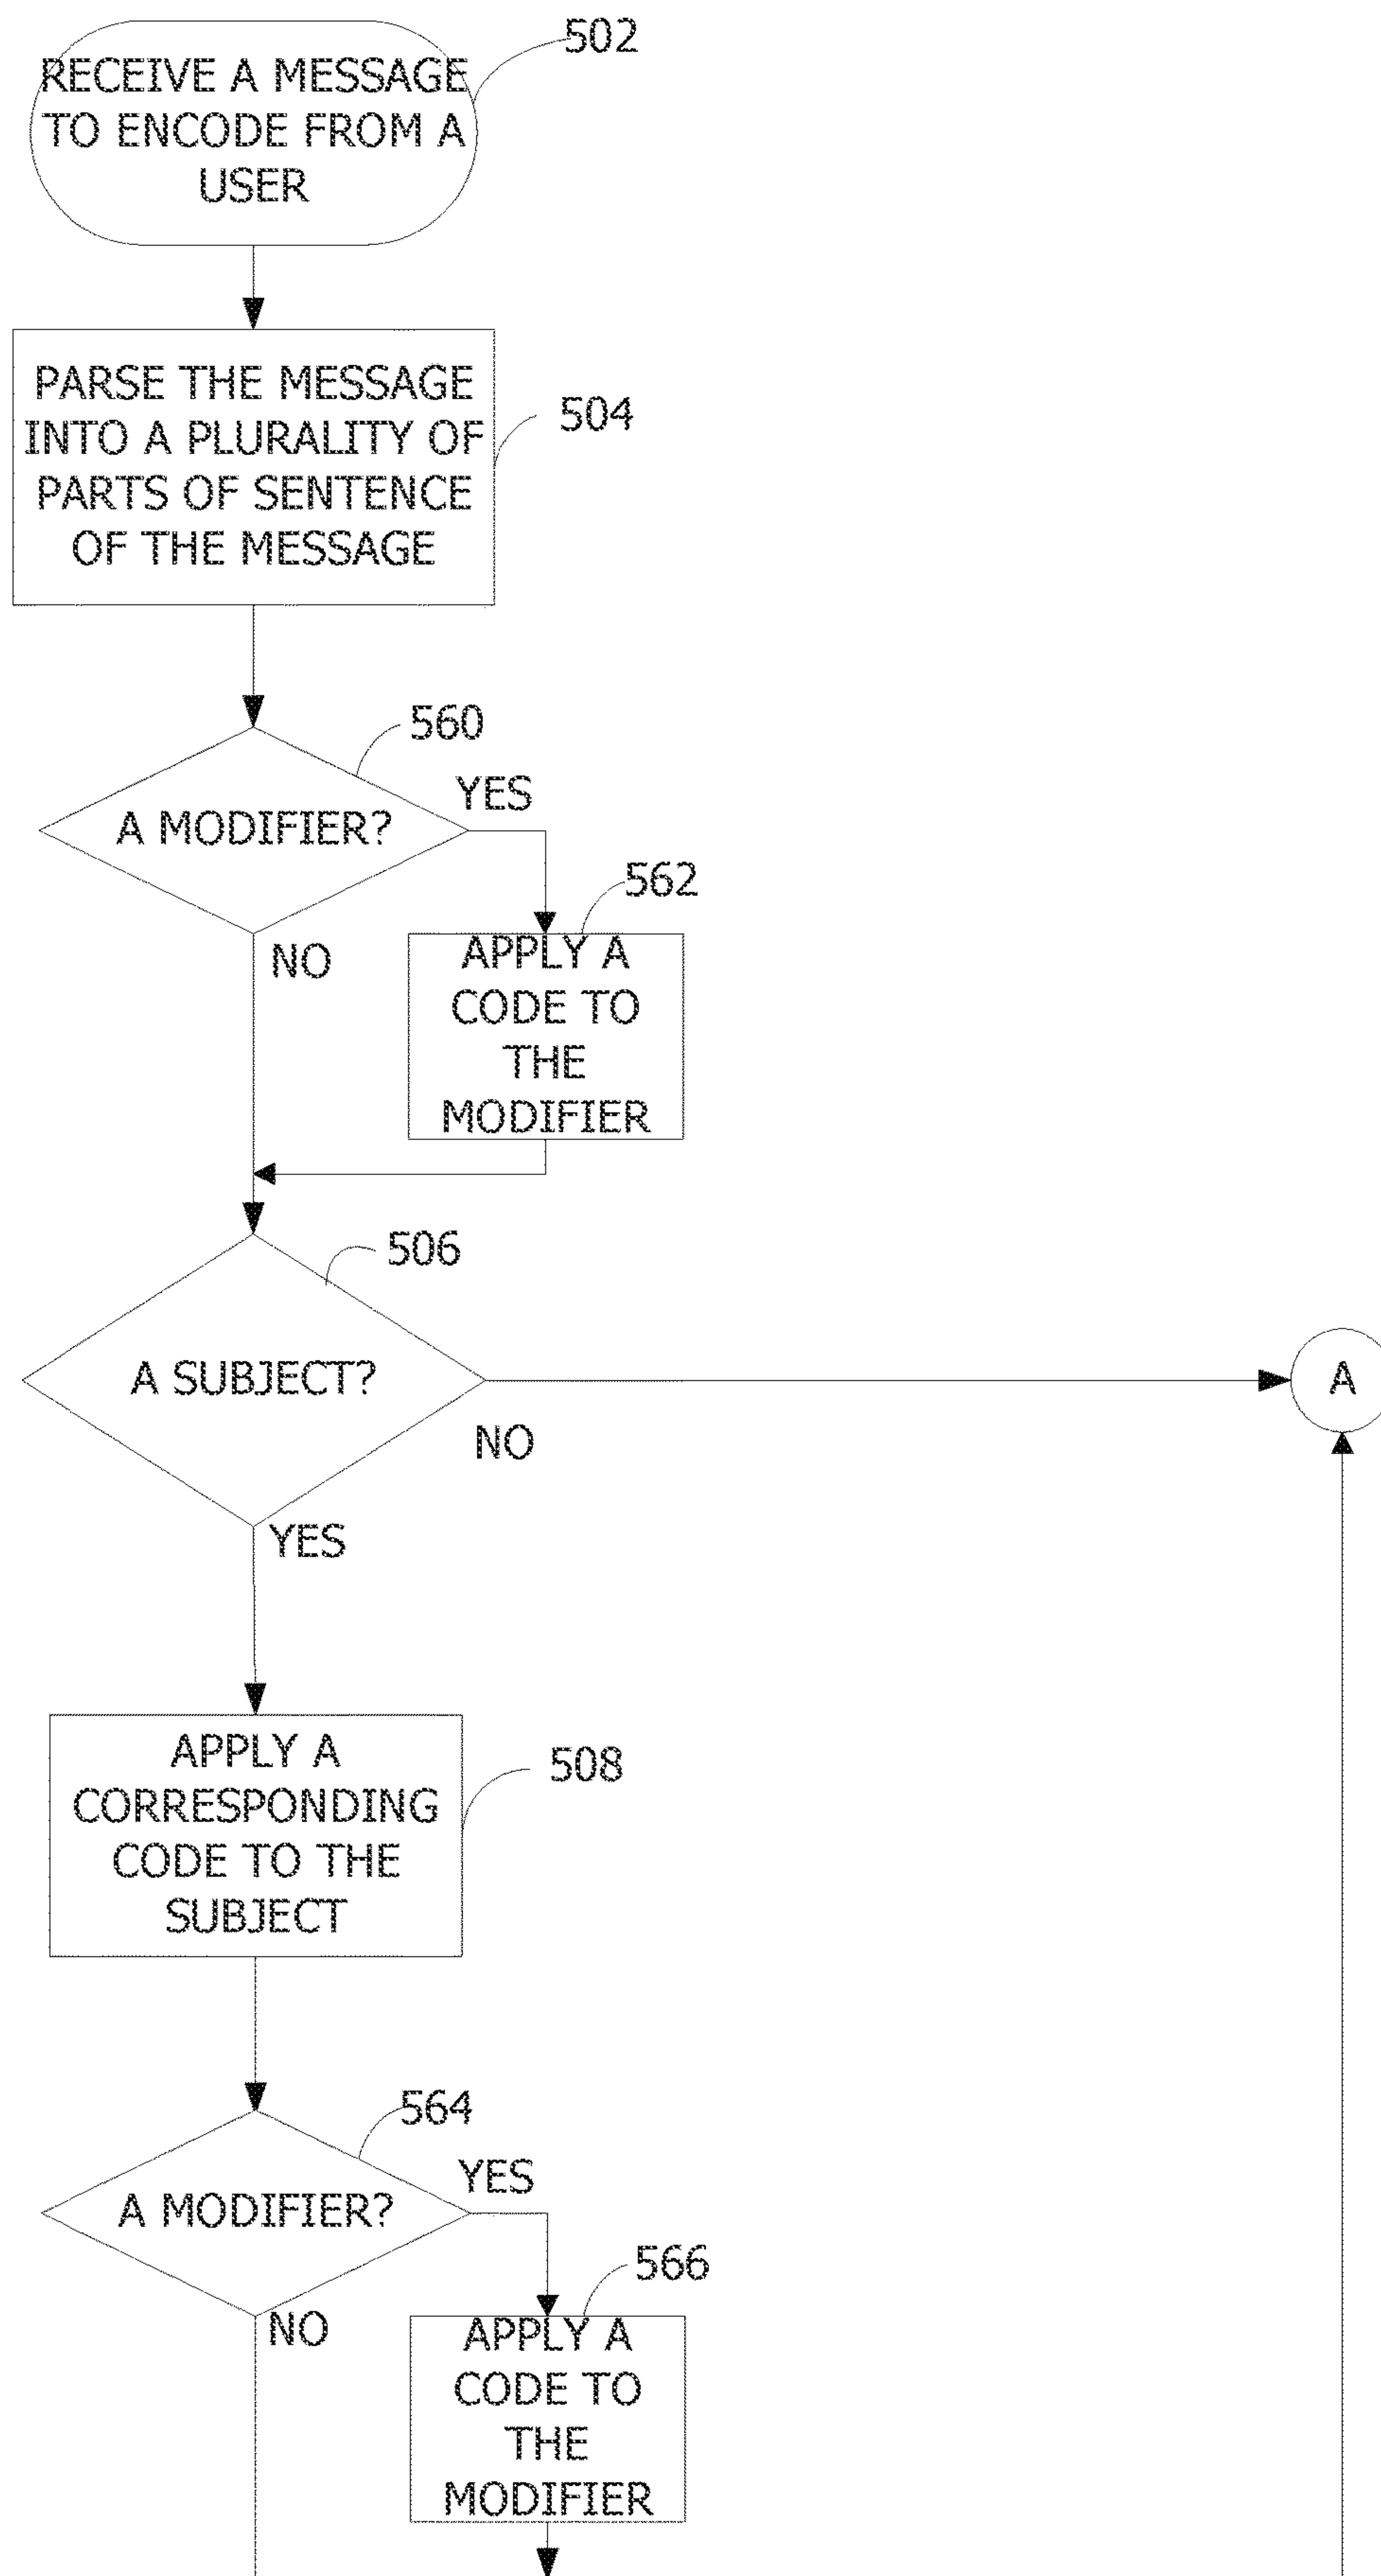 502
RECEIVE A MESSAGE
TO ENCODE FROM A
USER
PARSE THE MESSAGE
INTO A PLURALITY OF
PARTS OF SENTENCE
OF THE MESSAGE
504
560
A MODIFIER?
YES
562
NO
APPLY A
CODE TO
THE
MODIFIER
506
A SUBJECT?
A
NO
YES
APPLY A
CORRESPONDING
CODE TO THE
SUBJECT
508
564
A MODIFIER?
YES
566
NO
APPLY A
CODE TO
THE
MODIFIER